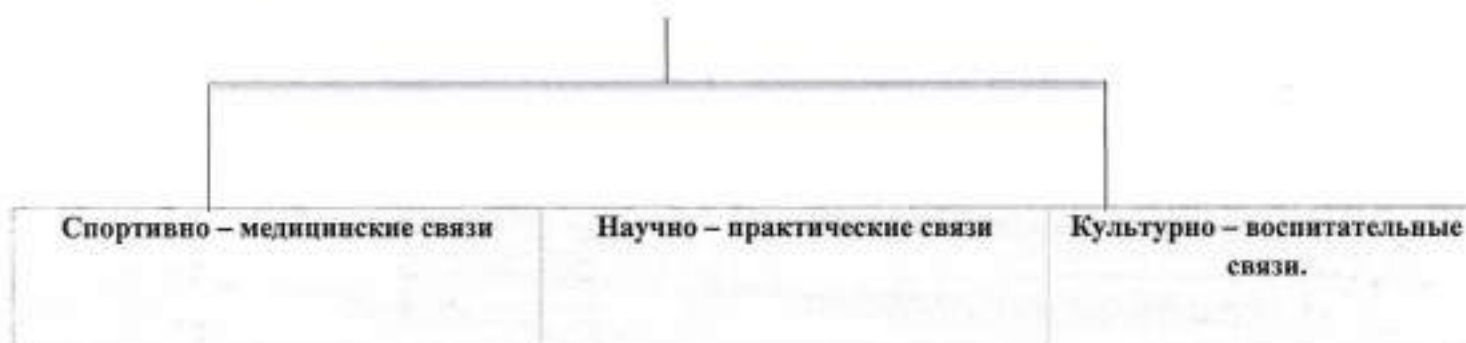 Спортивно – медицинские связи
Научно – практические связи
Культурно – воспитательные
связи.